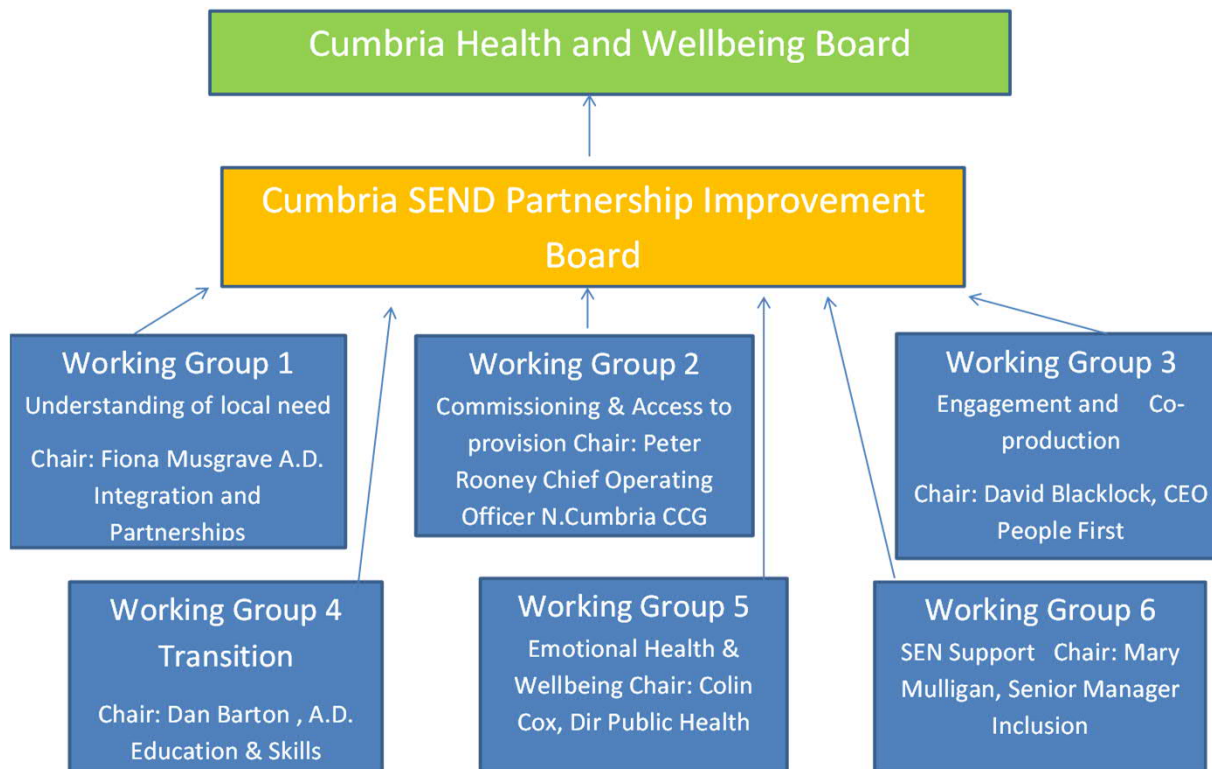 Cumbria Health and Wellbeing Board
Cumbria SEND Partnership Improvement
Board
Working Group 1
Understanding of local need
Chair: Fiona Musgrave A.D.
Integration and
Partnerships
Working Group 2
Commissioning & Access to
provision Chair: Peter
Rooney Chief Operating
Officer N.Cumbria CCG
Working Group 3
Engagement and Co-
production
Chair: David Blacklock, CEO
People First
Working Group 4
Transition
Chair: Dan Barton , A.D.
Education & Skills
Working Group 5
Emotional Health &
Wellbeing Chair: Colin
Cox, Dir Public Health
Working Group 6
SEN Support Chair: Mary
Mulligan, Senior Manager
Inclusion